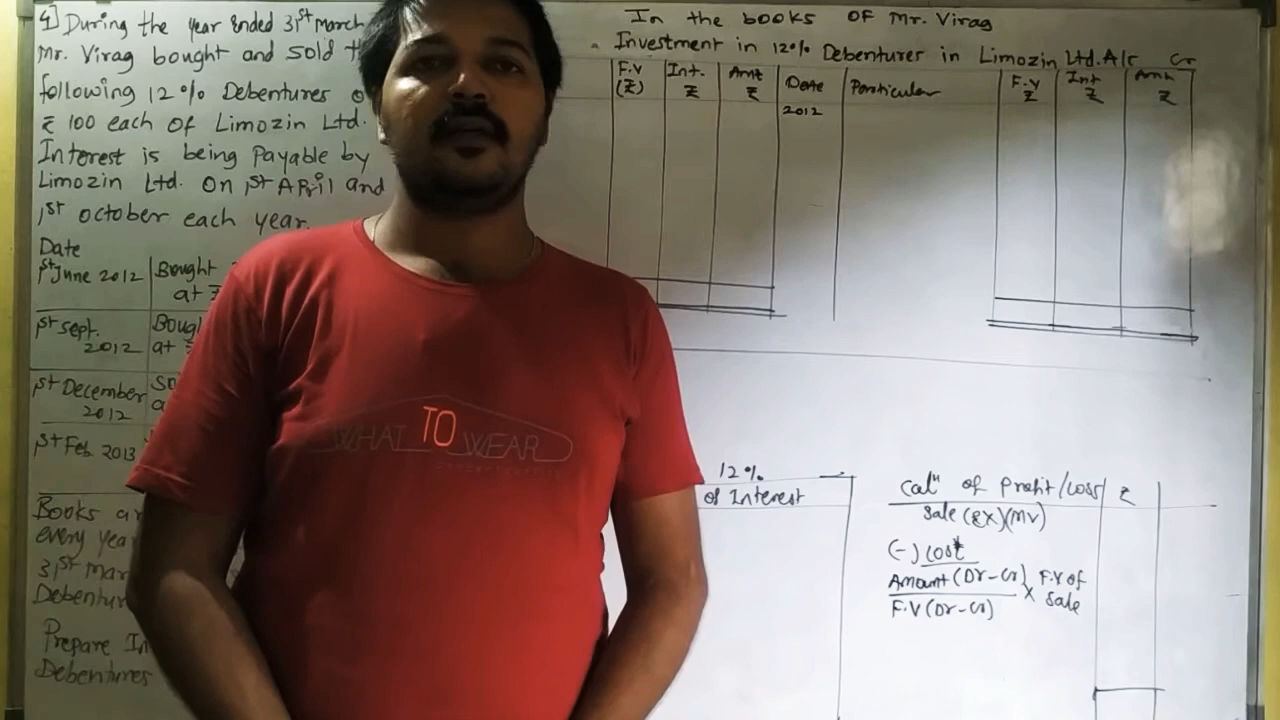 4] During the year Ended 31st March
Mr. Virag bought and sold
following 12% Debentures
₹ 100 each of Limozin Ltd.
Interest is being payable by
Limozin Ltd. on 1st April and
1st October each year.
Date
1st June 2012 Bought
at
1st Sept. 2012
at
1st December 2012
1st Feb. 2013
Books
every
31st Mar
Debentur
Prepare In
Debentures
In the books OF Mr. Virag
Investment in 12% Debentures in Limozin Ltd. A/c Cr
F.V (₹) Int. ₹ Amt ₹ Date 2012 Particular F.V ₹ Int ₹ Amt ₹
WHAT TO WEAR
12%
of Interest
Caln of Profit/Loss ₹
Sale (EX)(MV)
(-) Cost
Amount (Dr-Cr) x F.V of Sale
F.V (Dr-Cr)